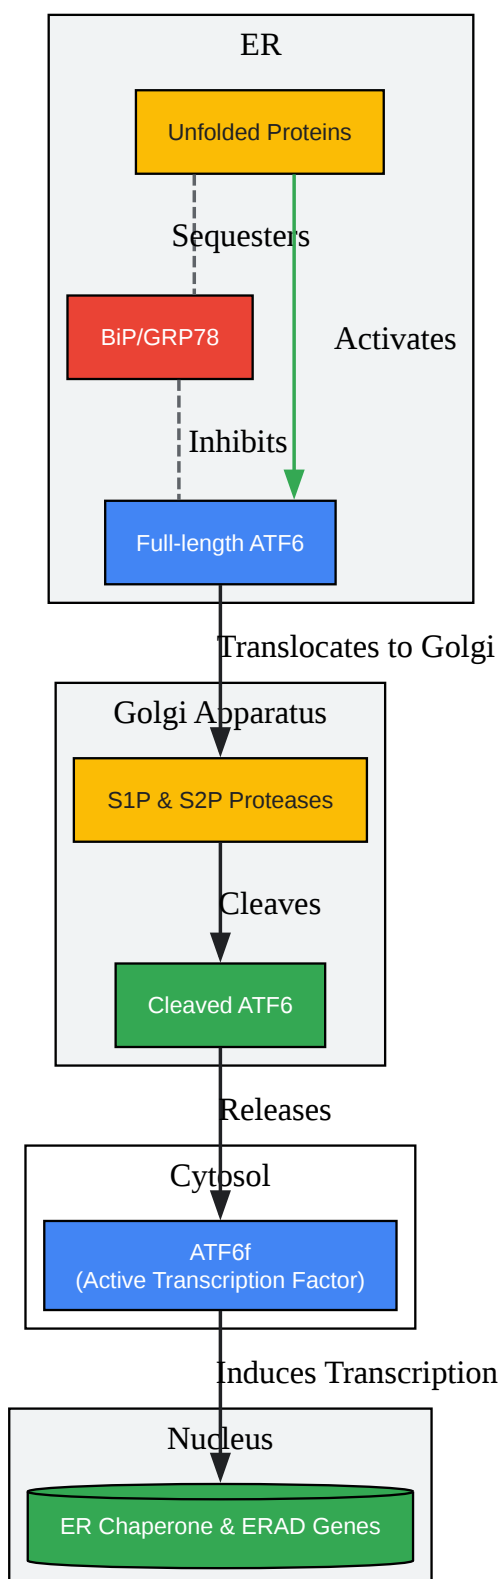 ER
Unfolded Proteins
Sequesters
BiP/GRP78
Activates
Inhibits
Full-length ATF6
Translocates to Golgi
Golgi Apparatus
S1P & S2P Proteases
Cleaves
Cleaved ATF6
Releases
Cytosol
ATF6f
(Active Transcription Factor)
Induces Transcription
Nucleus
ER Chaperone & ERAD Genes